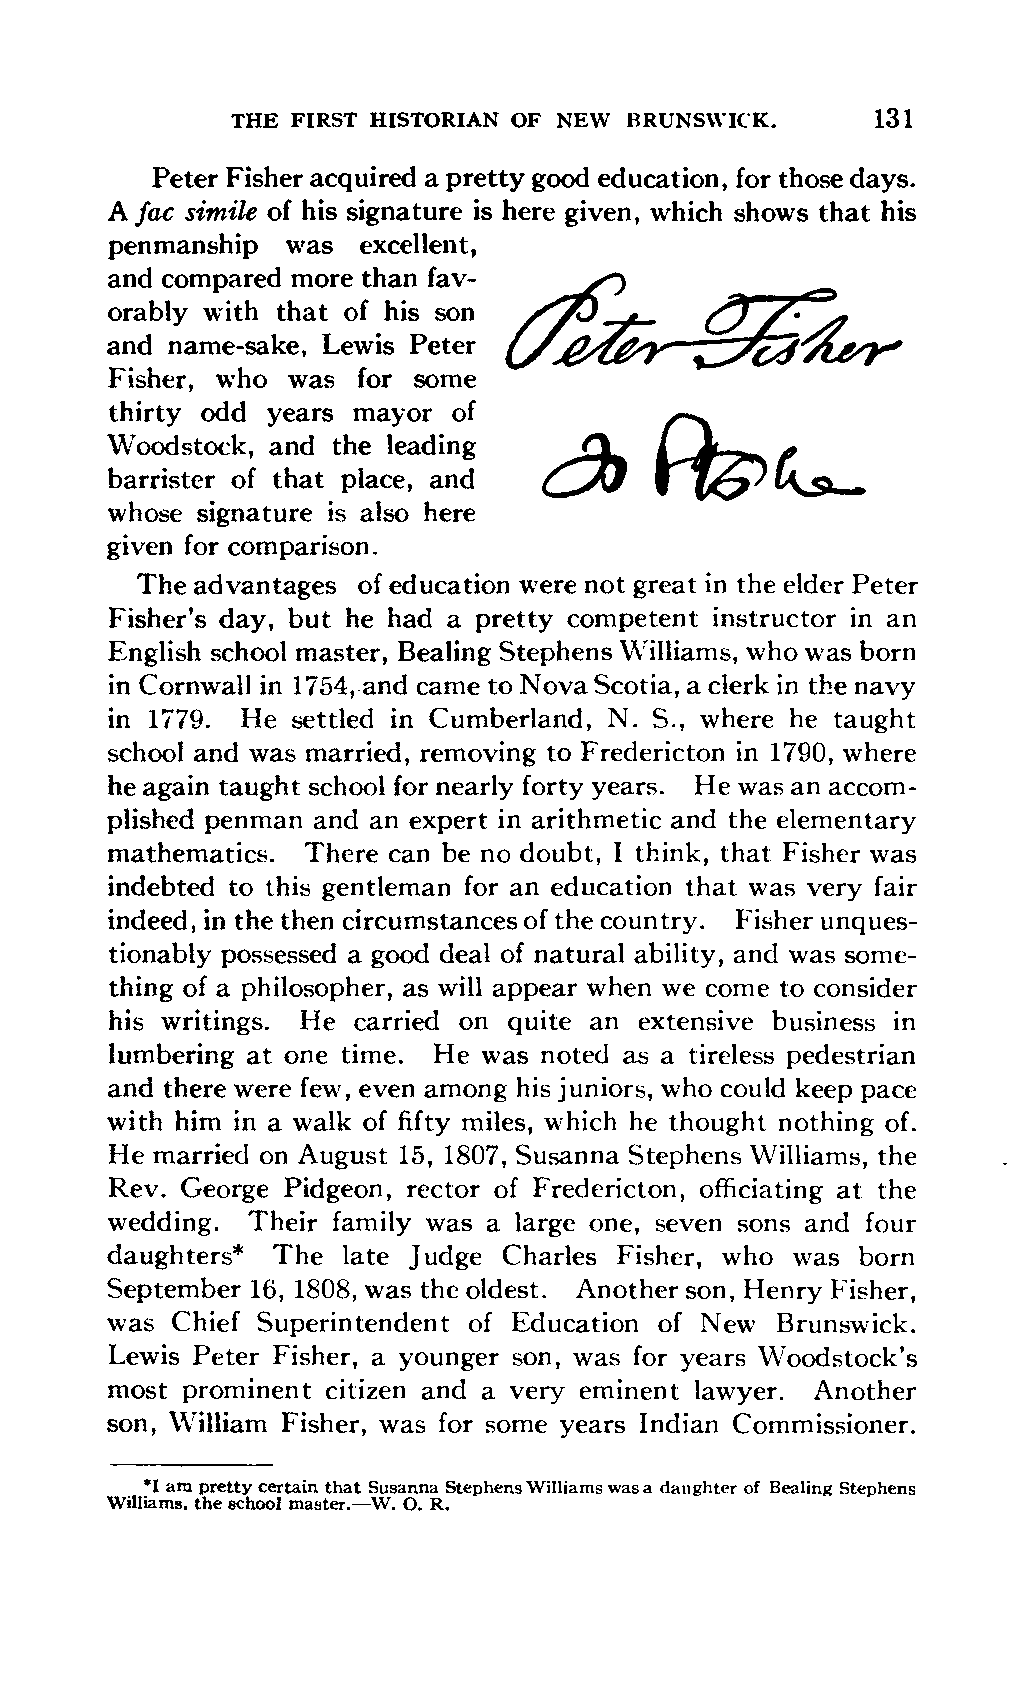 THE FIRST HISTORIAN OF NEW BRUNSWICK. 131
Peter Fisher acquired a pretty good education, for those days.
A fac simile of his signature is here given, which shows that his
penmanship was excellent,
and compared more than fav-
orably with that of his son
and name-sake, Lewis Peter
Fisher, who was for some
thirty odd years mayor of
Woodstock, and the leading
barrister of that place, and
whose signature is also here
given for comparison.
Peter Fisher
The advantages of education were not great in the elder Peter
Fisher's day, but he had a pretty competent instructor in an
English school master, Bealing Stephens Williams, who was born
in Cornwall in 1754, and came to Nova Scotia, a clerk in the navy
in 1779. He settled in Cumberland, N. S., where he taught
school and was married, removing to Fredericton in 1790, where
he again taught school for nearly forty years. He was an accom-
plished penman and an expert in arithmetic and the elementary
mathematics. There can be no doubt, I think, that Fisher was
indebted to this gentleman for an education that was very fair
indeed, in the then circumstances of the country. Fisher unques-
tionably possessed a good deal of natural ability, and was some-
thing of a philosopher, as will appear when we come to consider
his writings. He carried on quite an extensive business in
lumbering at one time. He was noted as a tireless pedestrian
and there were few, even among his juniors, who could keep pace
with him in a walk of fifty miles, which he thought nothing of.
He married on August 15, 1807, Susanna Stephens Williams, the
Rev. George Pidgeon, rector of Fredericton, officiating at the
wedding. Their family was a large one, seven sons and four
daughters* The late Judge Charles Fisher, who was born
September 16, 1808, was the oldest. Another son, Henry Fisher,
was Chief Superintendent of Education of New Brunswick.
Lewis Peter Fisher, a younger son, was for years Woodstock's
most prominent citizen and a very eminent lawyer. Another
son, William Fisher, was for some years Indian Commissioner.
*I am pretty certain that Susanna Stephens Williams was a daughter of Bealing Stephens
Williams, the school master.—W. O. R.